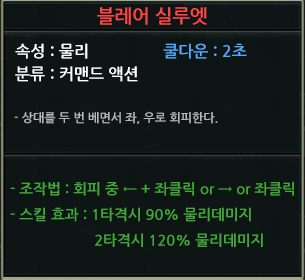 블레어 실루엣
속성 : 물리 쿨다운 : 2초
분류 : 커맨드 액션
- 상대를 두 번 베면서 좌, 우로 회피한다.
- 조작법 : 회피 중 ← + 좌클릭 or → or 좌클릭
- 스킬 효과 : 1타격시 90% 물리데미지
2타격시 120% 물리데미지